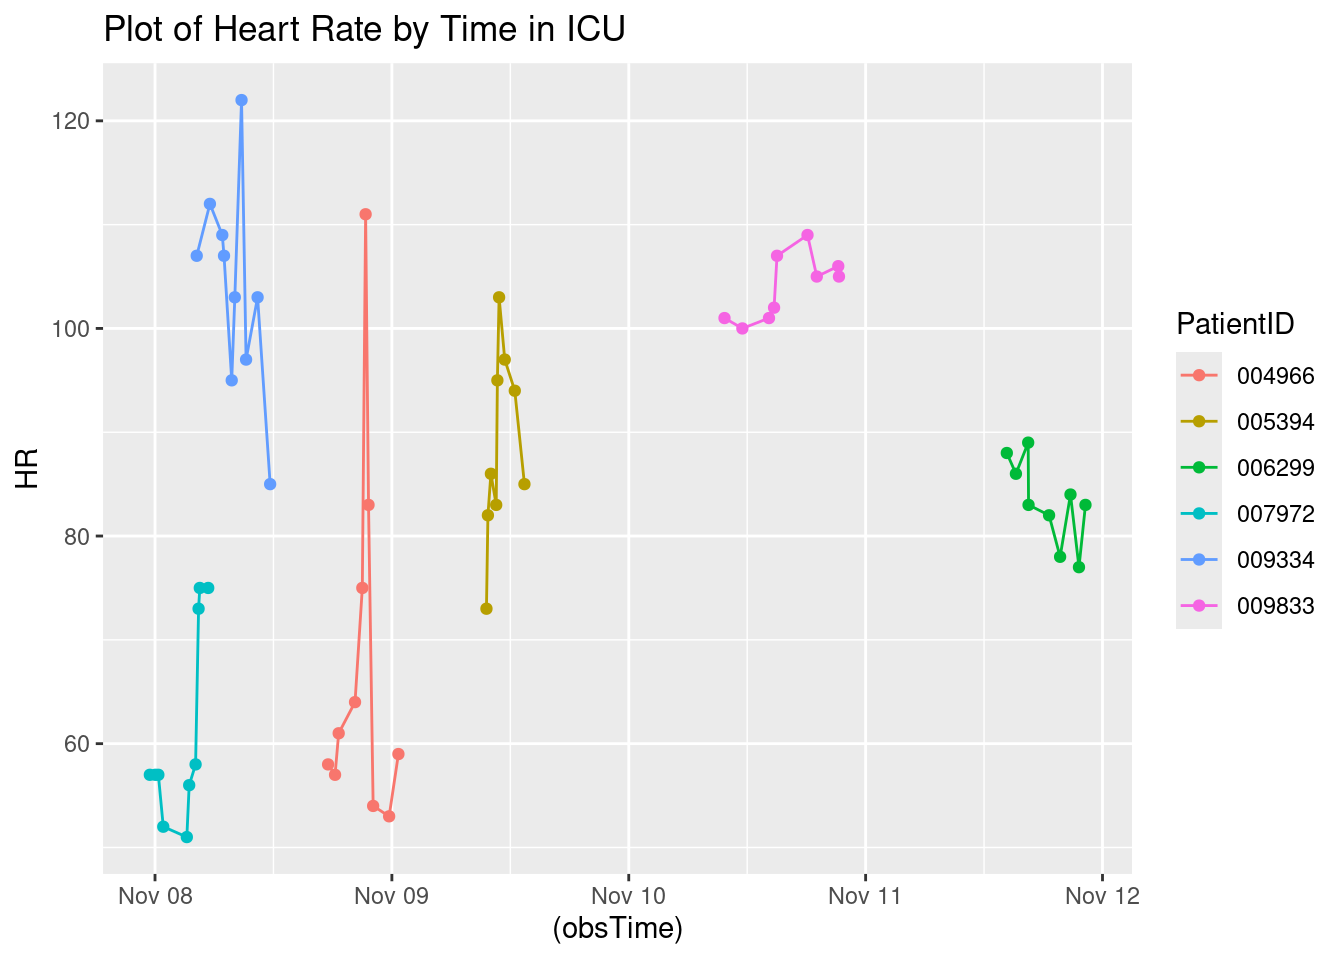 Plot of Heart Rate by Time in ICU
120
100
80
60
HR
Nov 08
Nov 09
Nov 10
Nov 11
Nov 12
(obsTime)
PatientID
004966
005394
006299
007972
009334
009833